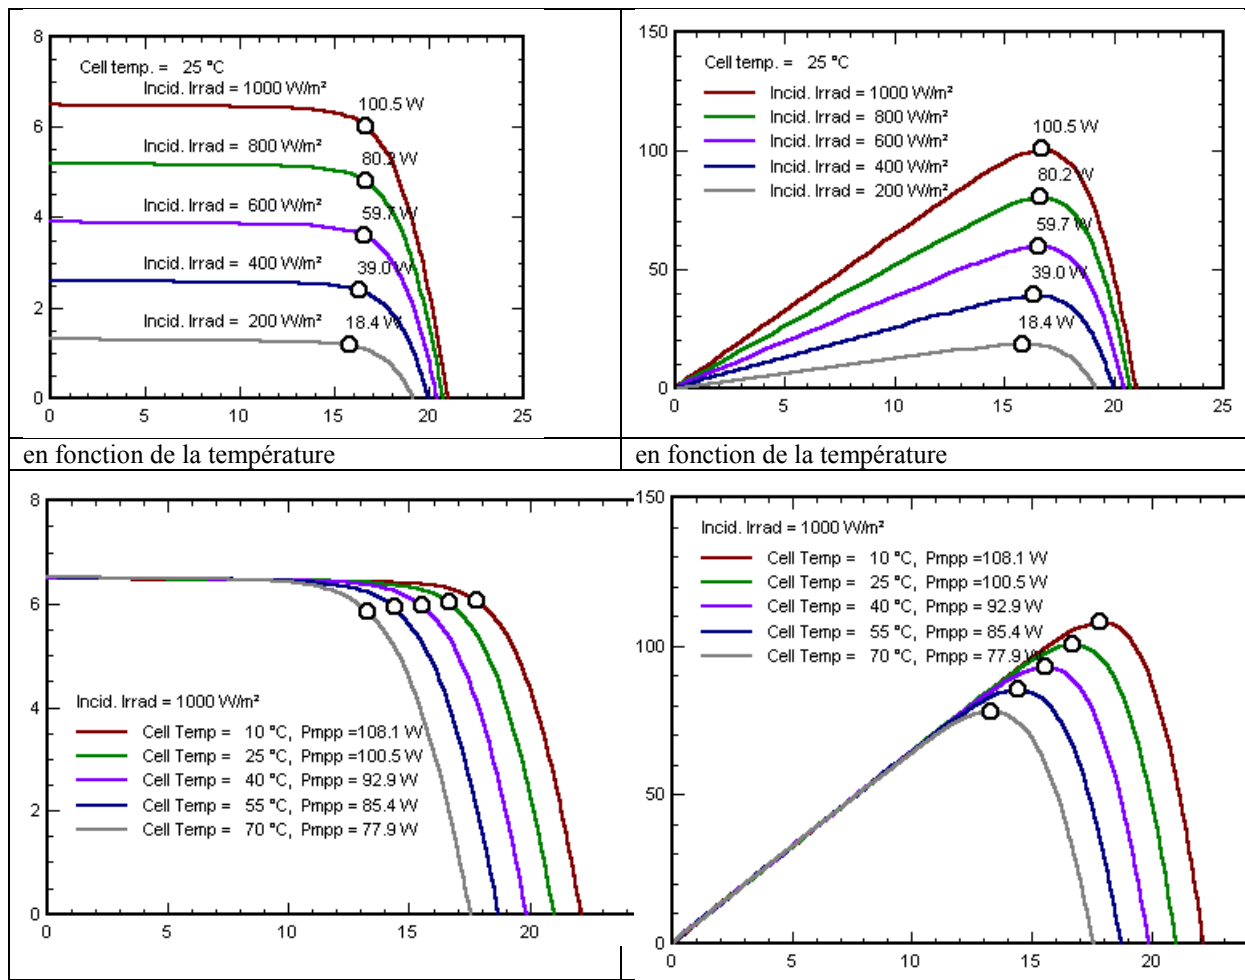 8
6
4
2
0
0 5 10 15 20 25
Cell temp. = 25 °C
Incid. Irrad = 1000 W/m²
100.5 W
Incid. Irrad = 800 W/m²
80.2 W
Incid. Irrad = 600 W/m²
59.7 W
Incid. Irrad = 400 W/m²
39.0 W
Incid. Irrad = 200 W/m²
18.4 W
150
100
50
0
0 5 10 15 20 25
Cell temp. = 25 °C
Incid. Irrad = 1000 W/m²
Incid. Irrad = 800 W/m²
Incid. Irrad = 600 W/m²
Incid. Irrad = 400 W/m²
Incid. Irrad = 200 W/m²
100.5 W
80.2 W
59.7 W
39.0 W
18.4 W
en fonction de la température
en fonction de la température
8
6
4
2
0
0 5 10 15 20
Incid. Irrad = 1000 W/m²
Cell Temp = 10 °C, Pmpp =108.1 W
Cell Temp = 25 °C, Pmpp =100.5 W
Cell Temp = 40 °C, Pmpp = 92.9 W
Cell Temp = 55 °C, Pmpp = 85.4 W
Cell Temp = 70 °C, Pmpp = 77.9 W
150
100
50
0
0 5 10 15 20
Incid. Irrad = 1000 W/m²
Cell Temp = 10 °C, Pmpp =108.1 W
Cell Temp = 25 °C, Pmpp =100.5 W
Cell Temp = 40 °C, Pmpp = 92.9 W
Cell Temp = 55 °C, Pmpp = 85.4 W
Cell Temp = 70 °C, Pmpp = 77.9 W